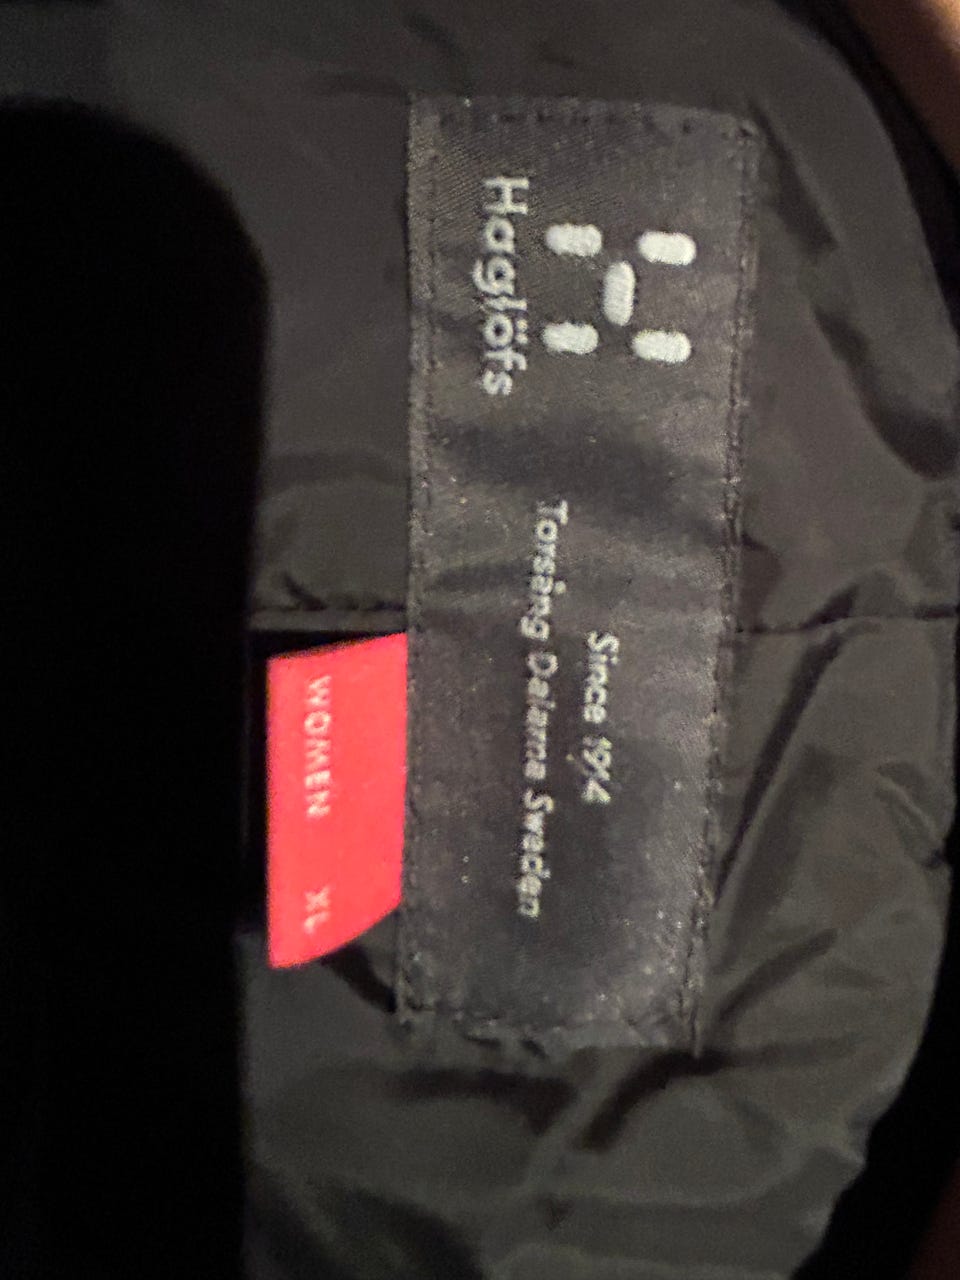 Haglöfs
Since 1914
Torsång Dalarna Sweden
WOMEN XL